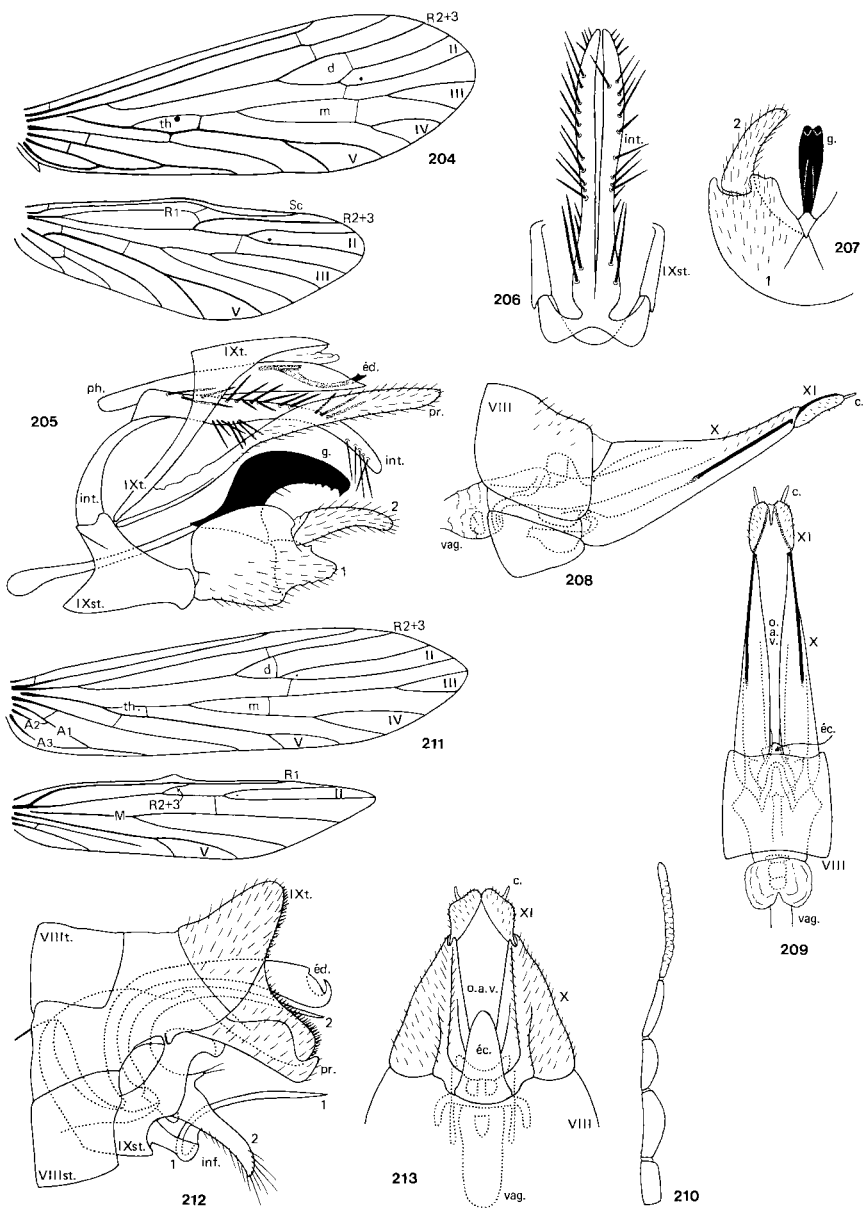 R2+3
II
d
III
m
th
IV
V
204
Sc
R1
R2+3
II
III
V
int.
IXst.
206
2
g.
207
1
IXt.
éd.
ph.
205
pr.
g.
int.
IXt.
int.
2
1
IXst.
VIII
XI
c.
X
vag.
208
c.
XI
o.
a.
v.
X
éc.
VIII
vag.
209
R2+3
II
d
III
th.
m
IV
A2
A1
A3
V
211
R1
R2+3
II
M
V
VIIIt.
IXt.
éd.
2
pr.
1
IXst.
1
inf.
2
VIIIst.
212
c.
XI
o.a.v.
X
éc.
VIII
213
vag.
210